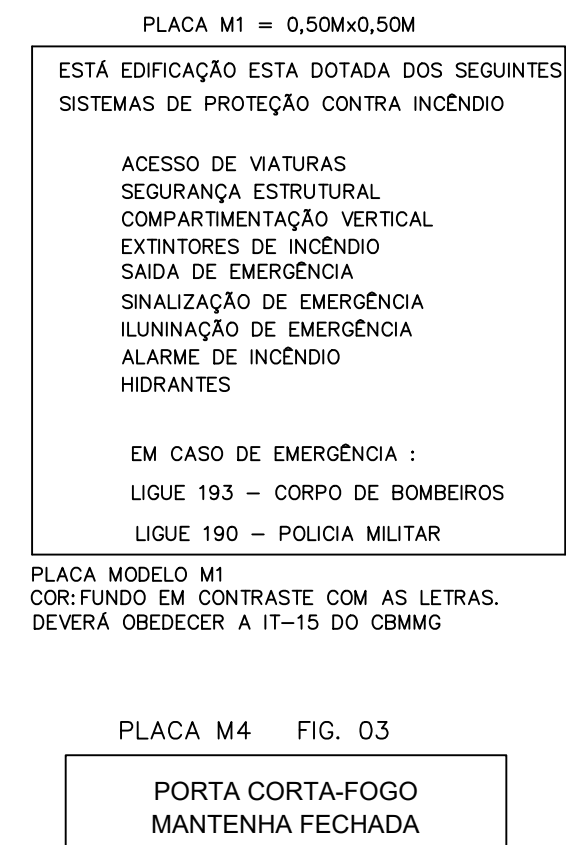 PLACA M1 = 0,50Mx0,50M
ESTÁ EDIFICAÇÃO ESTA DOTADA DOS SEGUINTES
SISTEMAS DE PROTEÇÃO CONTRA INCÊNDIO
ACESSO DE VIATURAS
SEGURANÇA ESTRUTURAL
COMPARTIMENTAÇÃO VERTICAL
EXTINTORES DE INCÊNDIO
SAIDA DE EMERGÊNCIA
SINALIZAÇÃO DE EMERGÊNCIA
ILUNINAÇÃO DE EMERGÊNCIA
ALARME DE INCÊNDIO
HIDRANTES
EM CASO DE EMERGÊNCIA :
LIGUE 193 – CORPO DE BOMBEIROS
LIGUE 190 – POLICIA MILITAR
PLACA MODELO M1
COR: FUNDO EM CONTRASTE COM AS LETRAS.
DEVERÁ OBEDECER A IT–15 DO CBMMG
PLACA M4 FIG. 03
PORTA CORTA-FOGO
MANTENHA FECHADA